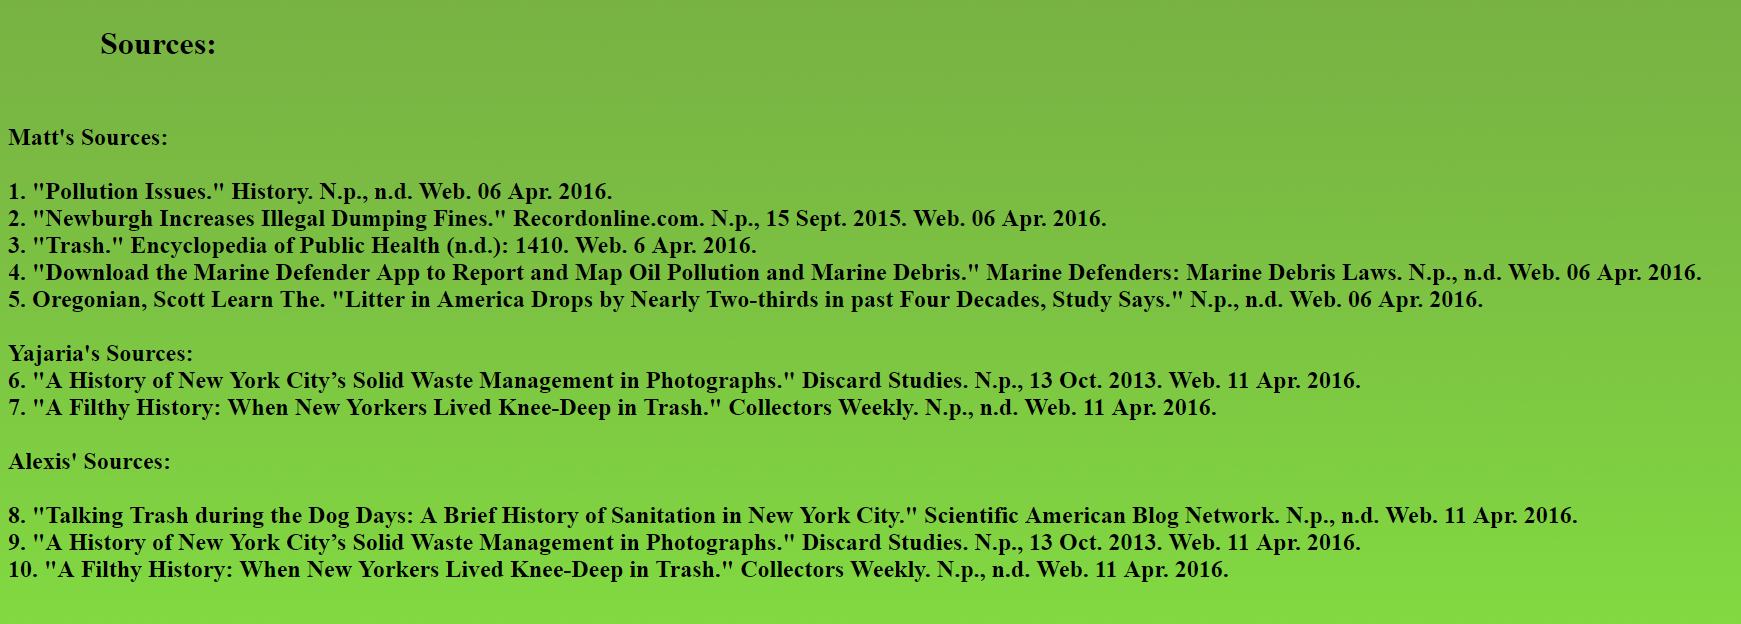 Sources:
Matt's Sources:
1. "Pollution Issues." History. N.p., n.d. Web. 06 Apr. 2016.
2. "Newburgh Increases Illegal Dumping Fines." Recordonline.com. N.p., 15 Sept. 2015. Web. 06 Apr. 2016.
3. "Trash." Encyclopedia of Public Health (n.d.): 1410. Web. 6 Apr. 2016.
4. "Download the Marine Defender App to Report and Map Oil Pollution and Marine Debris." Marine Defenders: Marine Debris Laws. N.p., n.d. Web. 06 Apr. 2016.
5. Oregonian, Scott Learn The. "Litter in America Drops by Nearly Two-thirds in past Four Decades, Study Says." N.p., n.d. Web. 06 Apr. 2016.
Yajaria's Sources:
6. "A History of New York City’s Solid Waste Management in Photographs." Discard Studies. N.p., 13 Oct. 2013. Web. 11 Apr. 2016.
7. "A Filthy History: When New Yorkers Lived Knee-Deep in Trash." Collectors Weekly. N.p., n.d. Web. 11 Apr. 2016.
Alexis' Sources:
8. "Talking Trash during the Dog Days: A Brief History of Sanitation in New York City." Scientific American Blog Network. N.p., n.d. Web. 11 Apr. 2016.
9. "A History of New York City’s Solid Waste Management in Photographs." Discard Studies. N.p., 13 Oct. 2013. Web. 11 Apr. 2016.
10. "A Filthy History: When New Yorkers Lived Knee-Deep in Trash." Collectors Weekly. N.p., n.d. Web. 11 Apr. 2016.